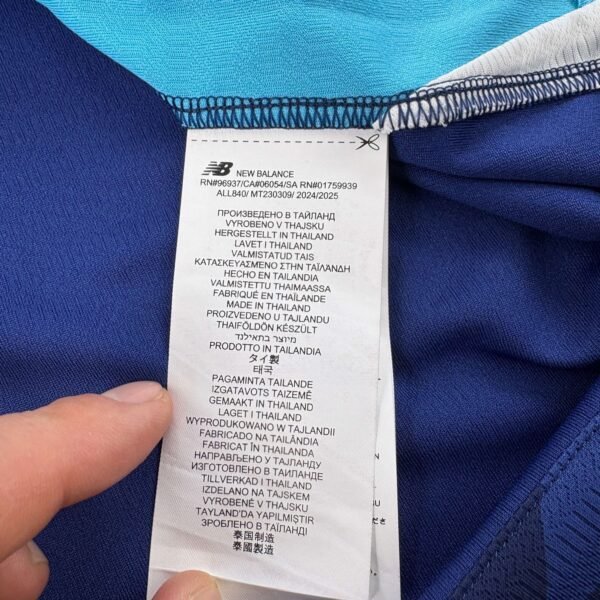 NB NEW BALANCE
RN#96937/CA#06054/SA RN#01759939
ALL840/ MT230309/ 2024/2025
ПРОИЗВЕДЕНО В ТАЙЛАНД
VYROBENO V THAJSKU
HERGESTELLT IN THAILAND
LAVET I THAILAND
VALMISTATUD TAIS
ΚΑΤΑΣΚΕΥΑΣΜΕΝΟ ΣΤΗΝ ΤΑΪΛΑΝΔΗ
HECHO EN TAILANDIA
VALMISTETTU THAIMAASSA
FABRIQUÉ EN THAÏLANDE
MADE IN THAILAND
PROIZVEDENO U TAJLANDU
THAIFÖLDÖN KÉSZÜLT
מיוצר בתאילנד
PRODOTTO IN TAILANDIA
タイ製
태국
PAGAMINTA TAILANDE
IZGATAVOTS TAIZEMĒ
GEMAAKT IN THAILAND
LAGET I THAILAND
WYPRODUKOWANO W TAJLANDII
FABRICADO NA TAILÂNDIA
FABRICAT ÎN THAILANDA
НАПРАВЉЕНО У ТАЈЛАНДУ
ИЗГОТОВЛЕНО В ТАИЛАНДЕ
TILLVERKAD I THAILAND
IZDELANO NA TAJSKEM
VYROBENÉ V THAJSKU
TAYLAND'DA YAPILMIŞTIR
ЗРОБЛЕНО В ТАЇЛАНДІ
泰国制造
泰國製造